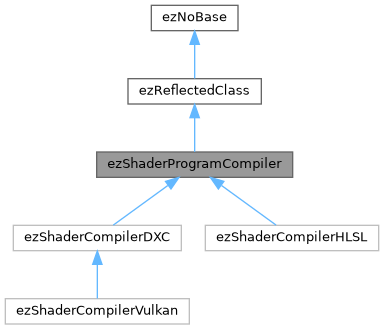 ezNoBase
ezReflectedClass
ezShaderProgramCompiler
ezShaderCompilerDXC
ezShaderCompilerHLSL
ezShaderCompilerVulkan